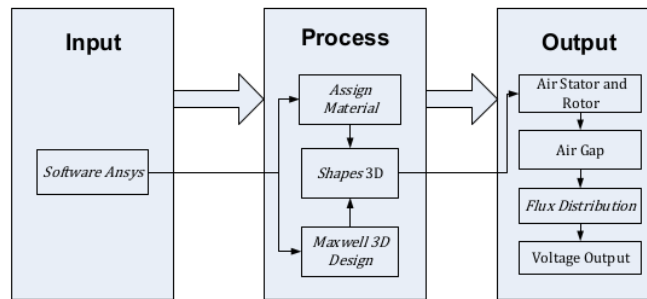 Input
Software Ansys
Process
Assign
Material
Shapes 3D
Maxwell 3D
Design
Output
Air Stator and
Rotor
Air Gap
Flux Distribution
Voltage Output